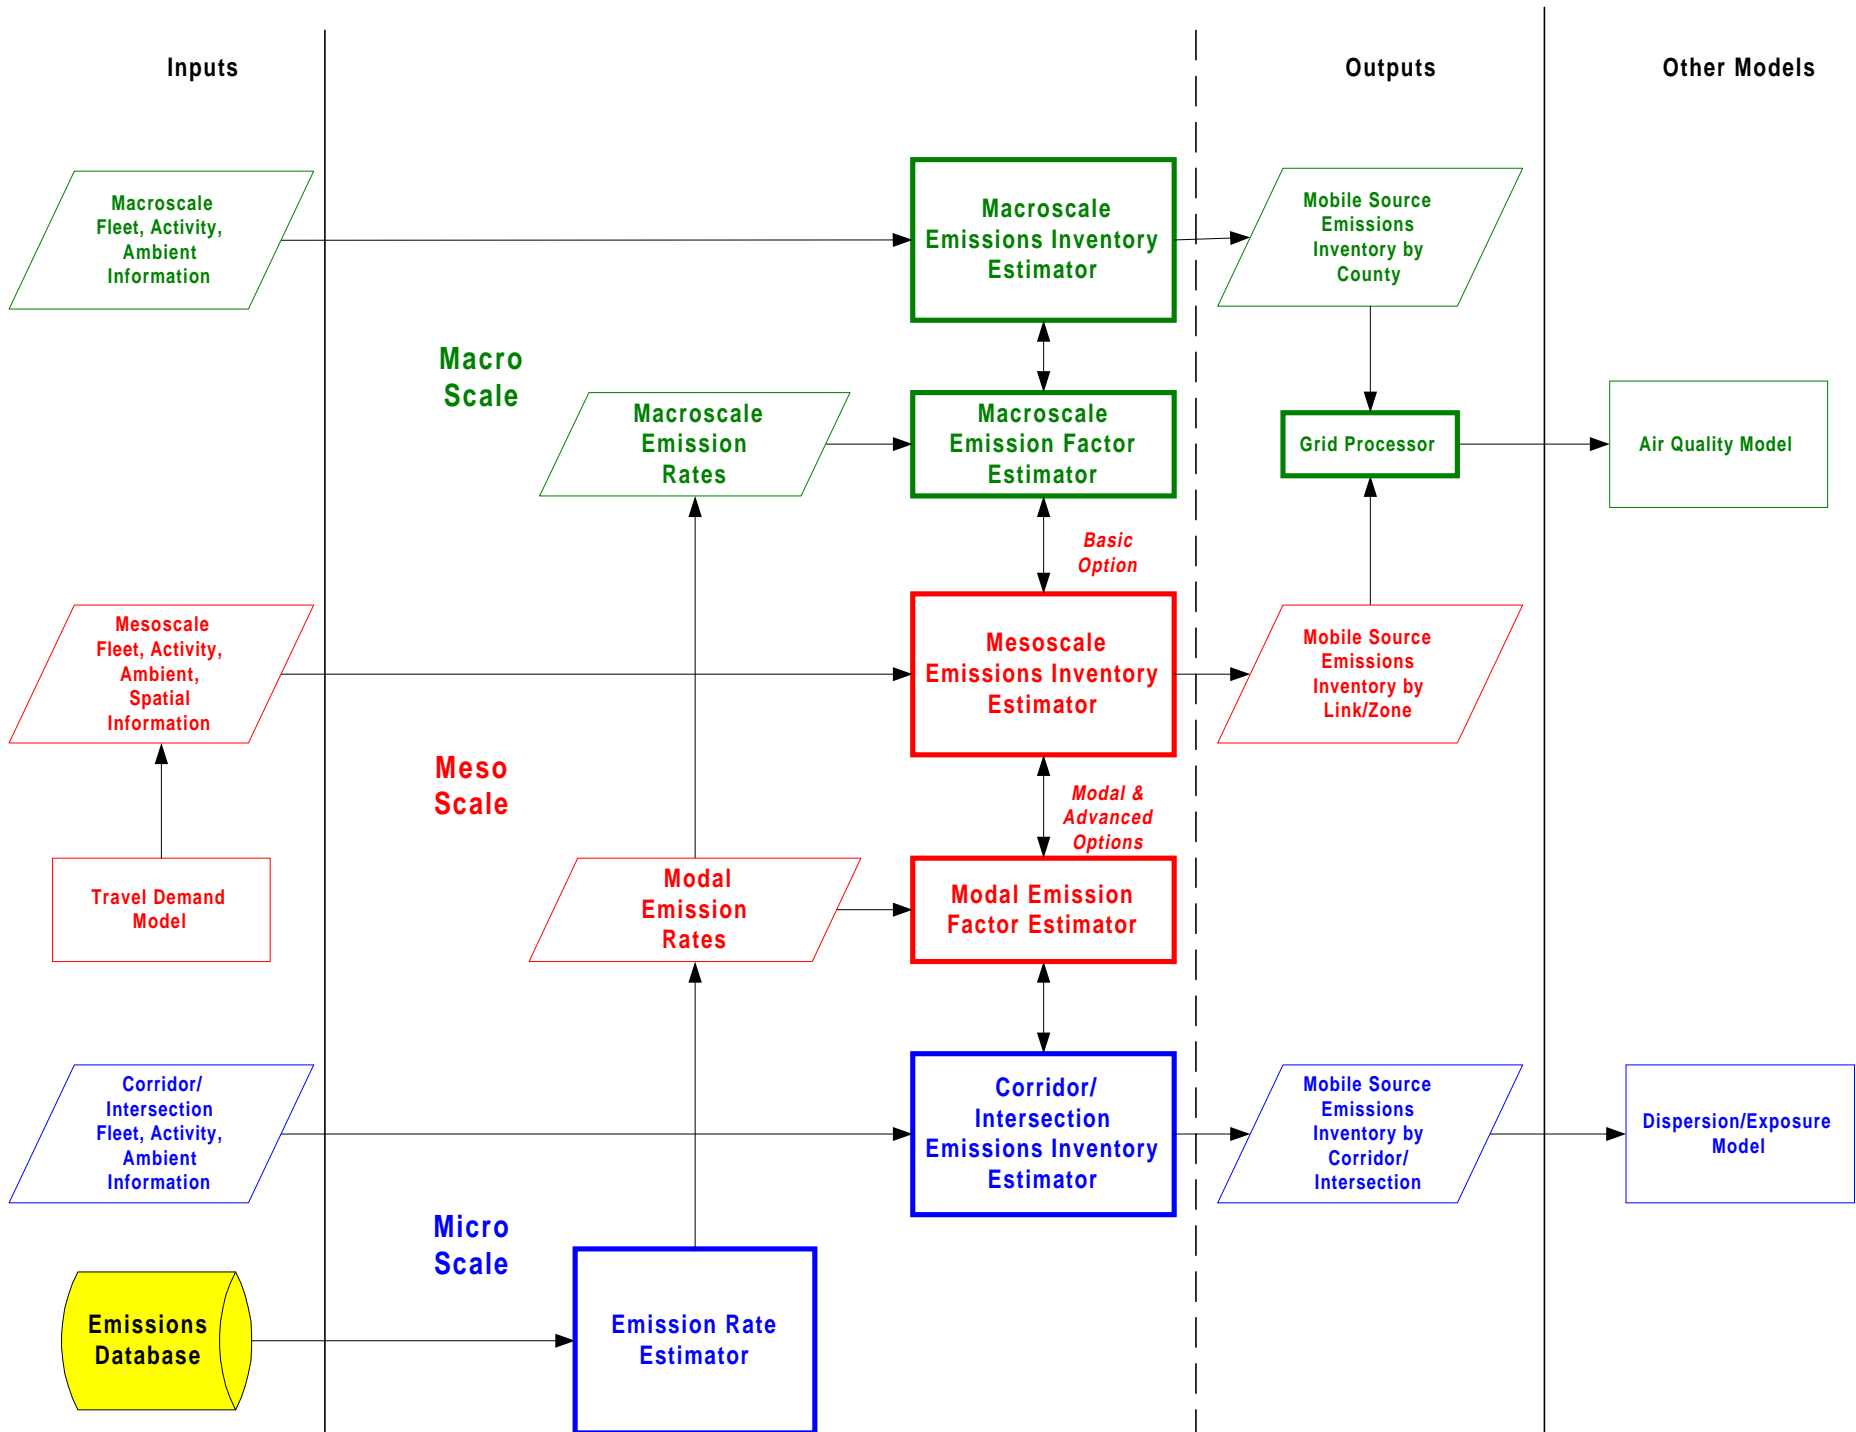 Inputs
Outputs
Other Models
Macroscale
Fleet, Activity,
Ambient
Information
Macroscale
Emissions Inventory
Estimator
Mobile Source
Emissions
Inventory by
County
Macro
Scale
Macroscale
Emission
Rates
Macroscale
Emission Factor
Estimator
Grid Processor
Air Quality Model
Basic
Option
Mesoscale
Fleet, Activity,
Ambient,
Spatial
Information
Mesoscale
Emissions Inventory
Estimator
Mobile Source
Emissions
Inventory by
Link/Zone
Meso
Scale
Modal &
Advanced
Options
Travel Demand
Model
Modal
Emission
Rates
Modal Emission
Factor Estimator
Corridor/
Intersection
Fleet, Activity,
Ambient
Information
Corridor/
Intersection
Emissions Inventory
Estimator
Mobile Source
Emissions
Inventory by
Corridor/
Intersection
Dispersion/Exposure
Model
Micro
Scale
Emissions
Database
Emission Rate
Estimator